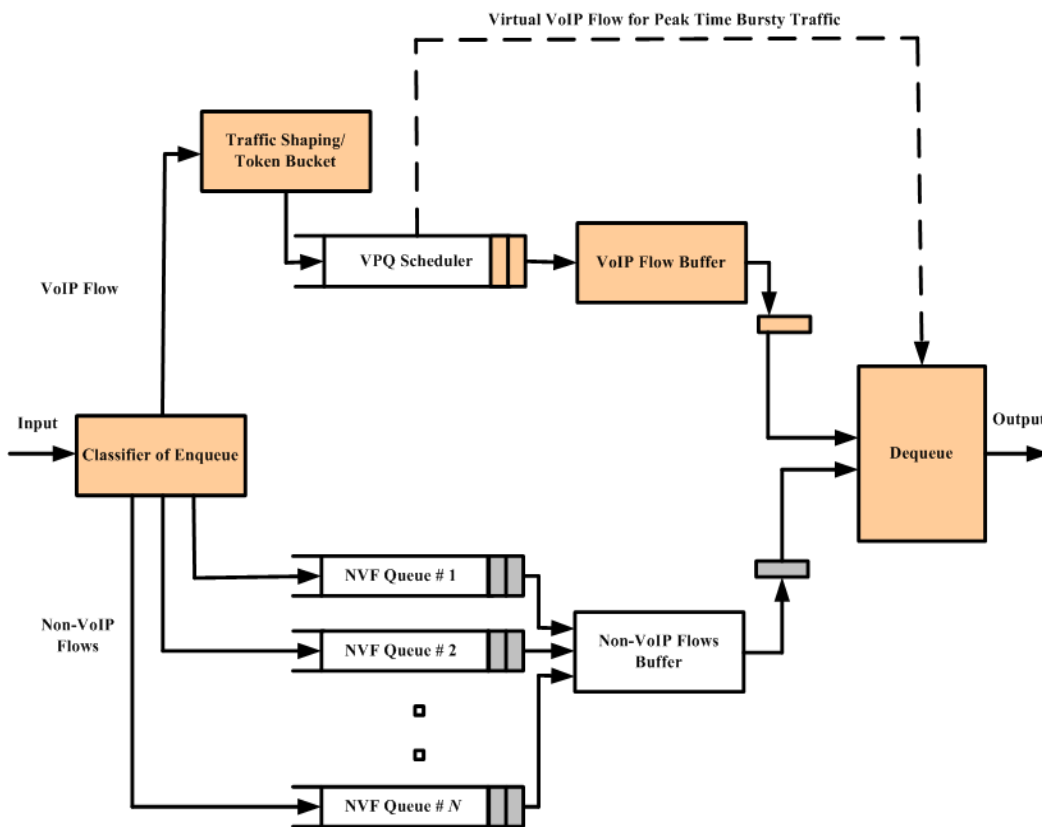 Virtual VoIP Flow for Peak Time Bursty Traffic
Traffic Shaping/
Token Bucket
VPQ Scheduler
VoIP Flow Buffer
VoIP Flow
Input
Classifier of Enqueue
Dequeue
Output
NVF Queue # 1
Non-VoIP
Flows
NVF Queue # 2
Non-VoIP Flows
Buffer
NVF Queue # N